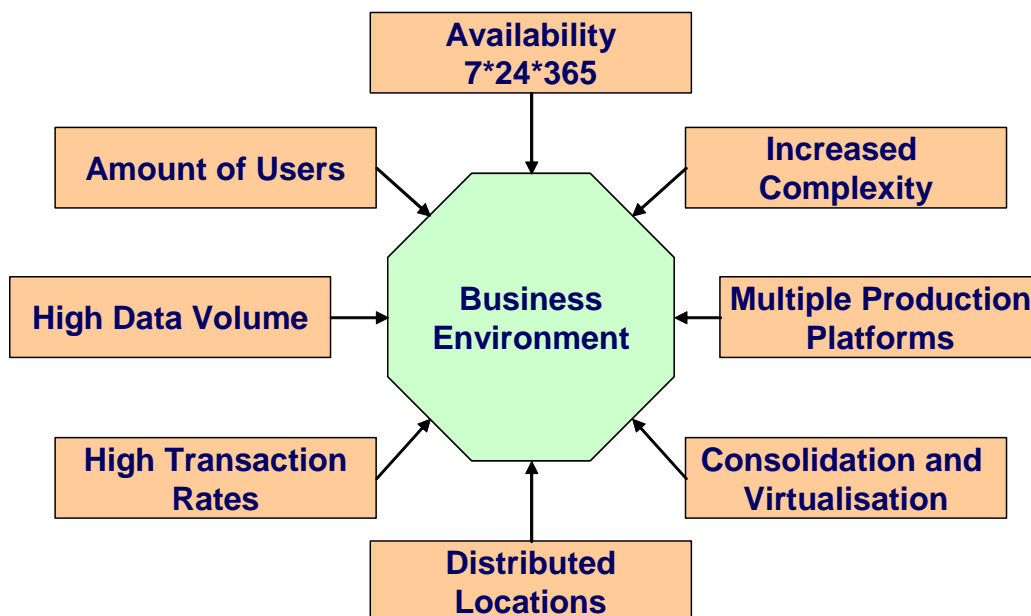 Availability
7*24*365
Amount of Users
Increased
Complexity
High Data Volume
Business
Environment
Multiple Production
Platforms
High Transaction
Rates
Consolidation and
Virtualisation
Distributed
Locations